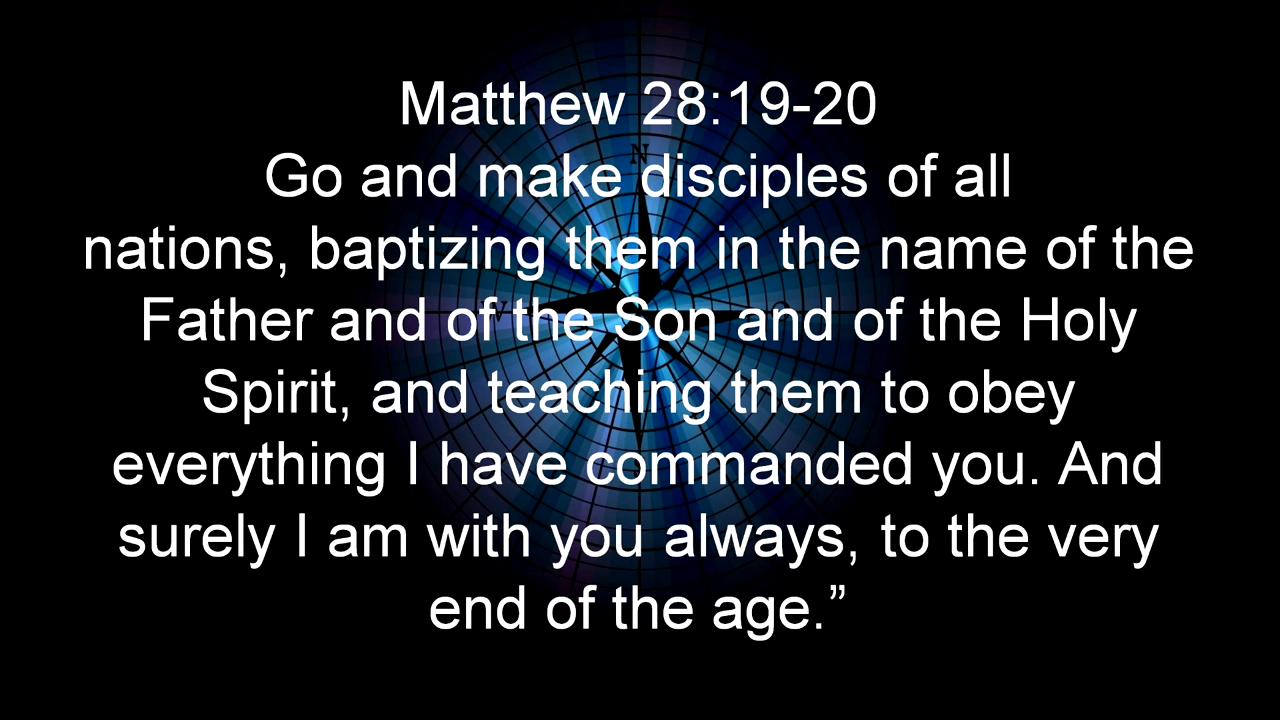 Matthew 28:19-20
N
Go and make disciples of all
nations, baptizing them in the name of the
Father and of the Son and of the Holy
Spirit, and teaching them to obey
everything I have commanded you. And
surely I am with you always, to the very
end of the age.”